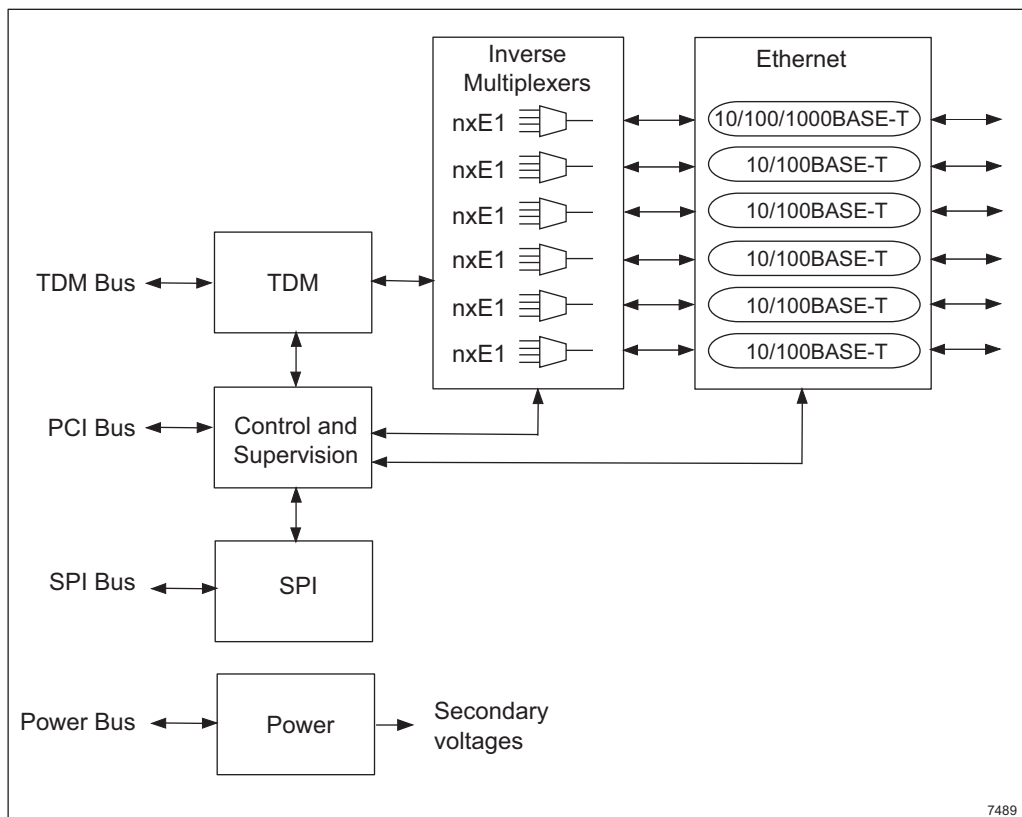 Inverse
Multiplexers
Ethernet
nxE1
10/100/1000BASE-T
nxE1
10/100BASE-T
nxE1
10/100BASE-T
TDM Bus
TDM
nxE1
10/100BASE-T
nxE1
10/100BASE-T
nxE1
10/100BASE-T
PCI Bus
Control and
Supervision
SPI Bus
SPI
Power Bus
Power
Secondary
voltages
7489